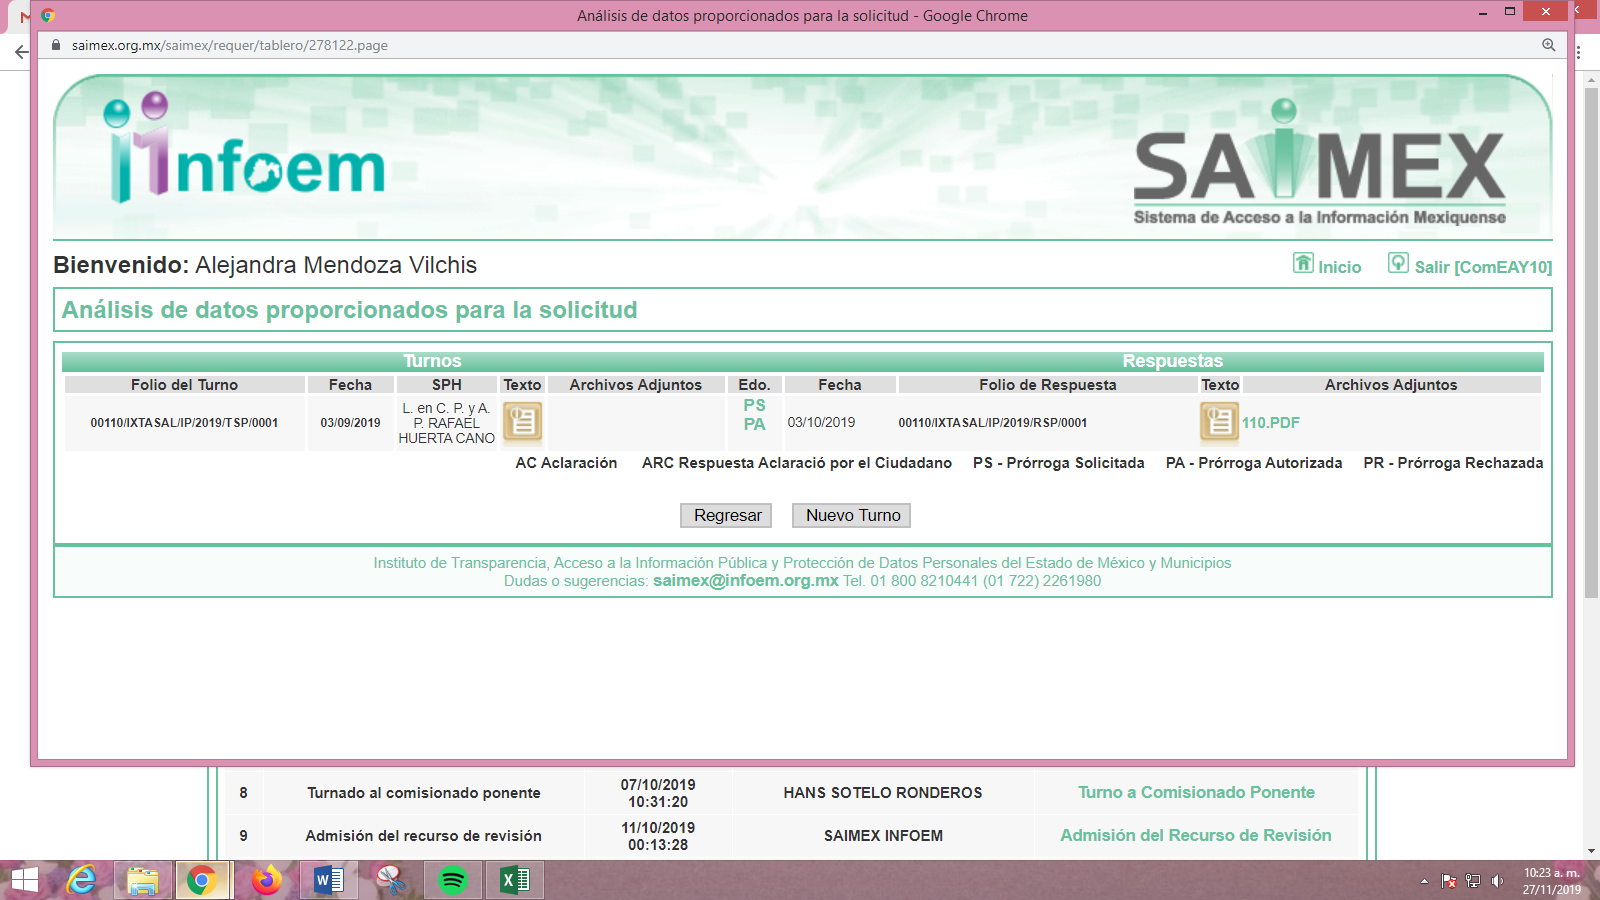 Análisis de datos proporcionados para la solicitud - Google Chrome
saimex.org.mx/saimex/requer/tablero/278122.page
infoem
SAIMEX
Sistema de Acceso a la Información Mexiquense
Bienvenido: Alejandra Mendoza Vilchis
Inicio Salir [ComEAY10]
Análisis de datos proporcionados para la solicitud
Turnos Respuestas
Folio del Turno Fecha SPH Texto Archivos Adjuntos Edo. Fecha Folio de Respuesta Texto Archivos Adjuntos
00110/IXTASAL/IP/2019/TSP/0001 03/09/2019 L. en C. P. y A. P. RAFAEL HUERTA CANO PS PA 03/10/2019 00110/IXTASAL/IP/2019/RSP/0001 110.PDF
AC Aclaración ARC Respuesta Aclaració por el Ciudadano PS - Prórroga Solicitada PA - Prórroga Autorizada PR - Prórroga Rechazada
Regresar Nuevo Turno
Instituto de Transparencia, Acceso a la Información Pública y Protección de Datos Personales del Estado de México y Municipios
Dudas o sugerencias: saimex@infoem.org.mx Tel. 01 800 8210441 (01 722) 2261980
8 Turnado al comisionado ponente 07/10/2019 10:31:20 HANS SOTELO RONDEROS Turno a Comisionado Ponente
9 Admisión del recurso de revisión 11/10/2019 00:13:28 SAIMEX INFOEM Admisión del Recurso de Revisión
10:23 a. m.
27/11/2019